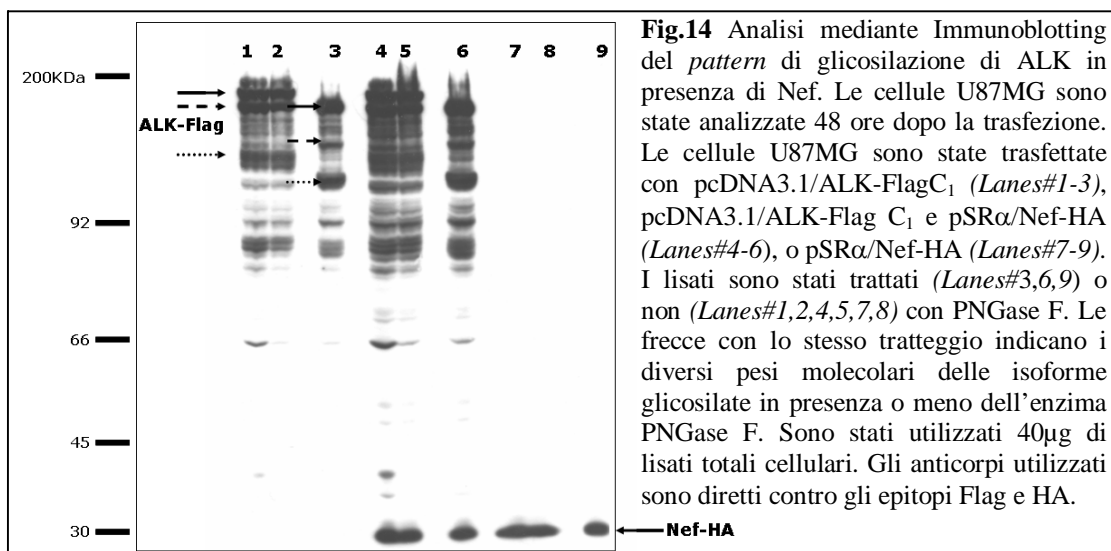 1 2 3 4 5 6 7 8 9
200KDa
ALK-Flag
92
66
45
30
Nef-HA
Fig.14 Analisi mediante Immunoblotting
del pattern di glicosilazione di ALK in
presenza di Nef. Le cellule U87MG sono
state analizzate 48 ore dopo la trasfezione.
Le cellule U87MG sono state trasfettate
con pcDNA3.1/ALK-FlagC₁ (Lanes#1-3),
pcDNA3.1/ALK-Flag C₁ e pSRα/Nef-HA
(Lanes#4-6), o pSRα/Nef-HA (Lanes#7-9).
I lisati sono stati trattati (Lanes#3,6,9) o
non (Lanes#1,2,4,5,7,8) con PNGase F. Le
frecce con lo stesso tratteggio indicano i
diversi pesi molecolari delle isoforme
glicosilate in presenza o meno dell’enzima
PNGase F. Sono stati utilizzati 40µg di
lisati totali cellulari. Gli anticorpi utilizzati
sono diretti contro gli epitopi Flag e HA.